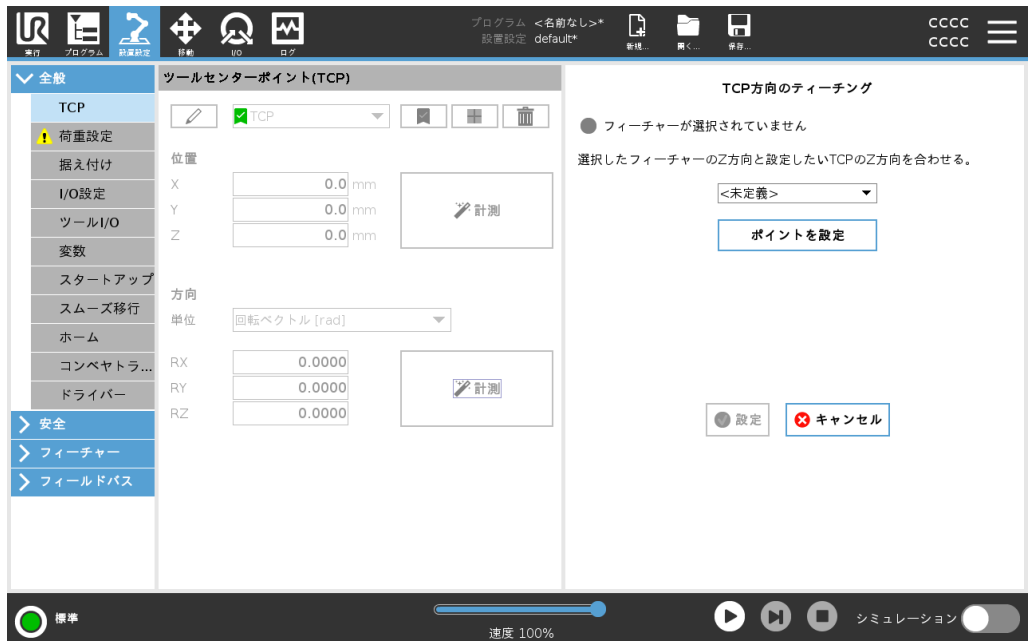 UR
実行
プログラム
設置設定
移動
I/O
ログ
プログラム <名前なし>*
設置設定 default*
新規...
開く...
保存...
CCCC
CCCC
全般
TCP
荷重設定
据え付け
I/O設定
ツールI/O
変数
スタートアップ
スムーズ移行
ホーム
コンベヤトラ...
ドライバー
安全
フィーチャー
フィールドバス
ツールセンターポイント(TCP)
TCP
位置
X 0.0 mm
Y 0.0 mm
Z 0.0 mm
計測
方向
単位 回転ベクトル [rad]
RX 0.0000
RY 0.0000
RZ 0.0000
計測
TCP方向のティーチング
フィーチャーが選択されていません
選択したフィーチャーのZ方向と設定したいTCPのZ方向を合わせる。
<未定義>
ポイントを設定
設定
キャンセル
標準
速度 100%
シミュレーション